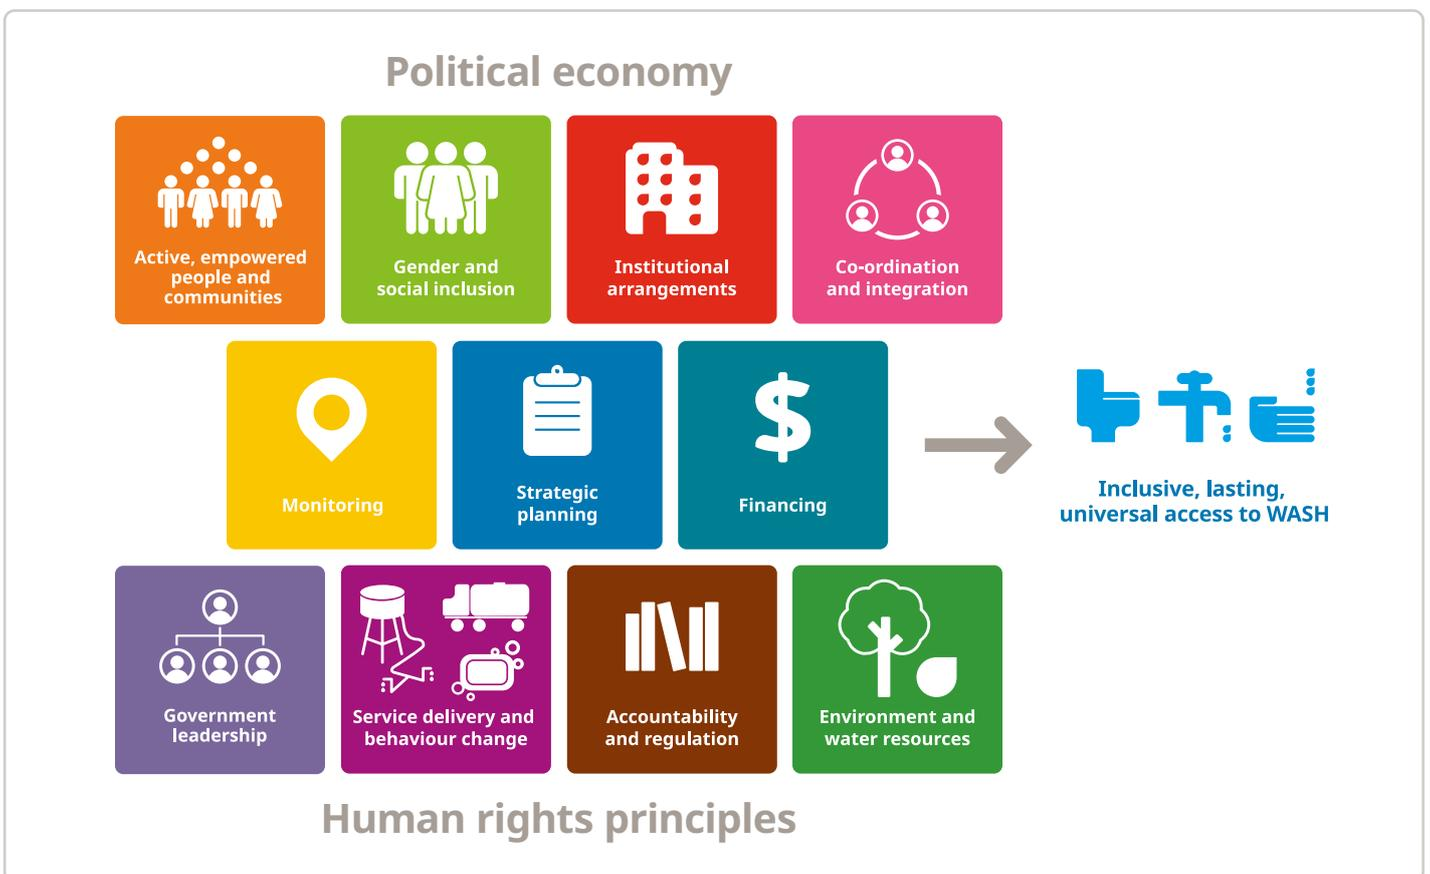 Political economy
Active, empowered
people and
communities
Gender and
social inclusion
Institutional
arrangements
Co-ordination
and integration
Monitoring
Strategic
planning
Financing
Inclusive, lasting,
universal access to WASH
Government
leadership
Service delivery and
behaviour change
Accountability
and regulation
Environment and
water resources
Human rights principles